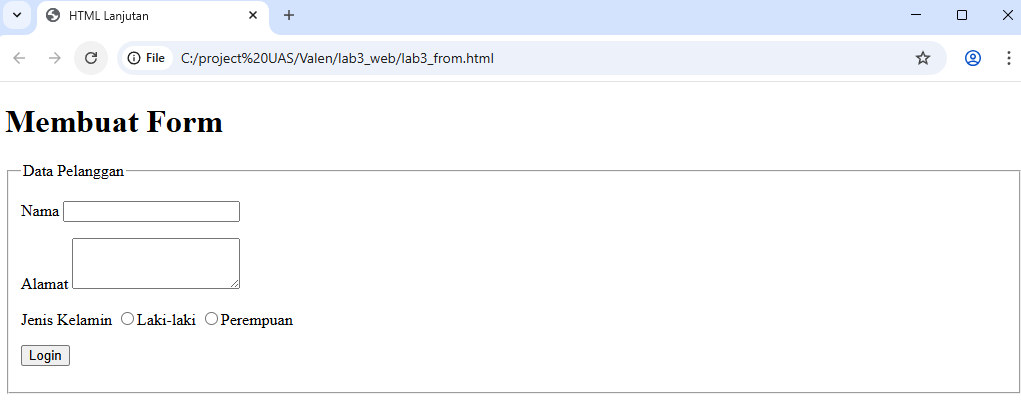 HTML Lanjutan
File C:/project%20UAS/Valen/lab3_web/lab3_from.html
Membuat Form
Data Pelanggan
Nama
Alamat
Jenis Kelamin Laki-laki Perempuan
Login